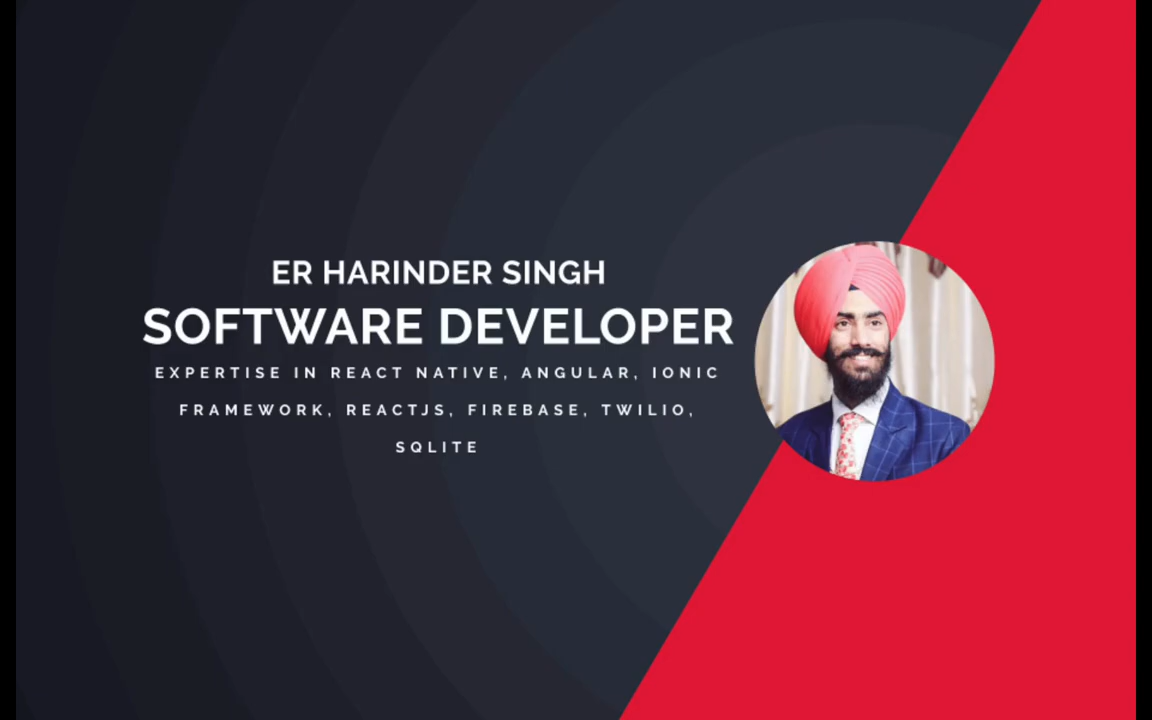 ER HARINDER SINGH
SOFTWARE DEVELOPER
EXPERTISE IN REACT NATIVE, ANGULAR, IONIC
FRAMEWORK, REACTJS, FIREBASE, TWILIO,
SQLITE